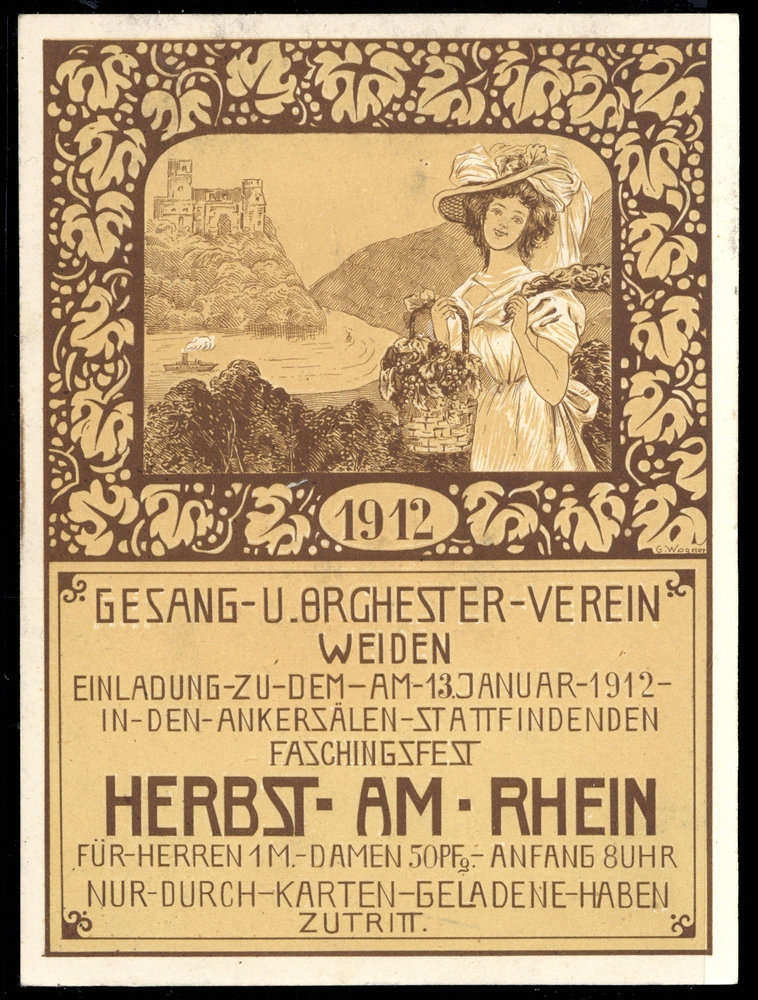 1912
G. Wagner
GESANG-U.ORCHESTER-VEREIN
WEIDEN
EINLADUNG-ZU-DEM-AM-13.JANUAR-1912-
IN-DEN-ANKERSÄLEN-STATTFINDENDEN
FASCHINGSFEST
HERBST·AM·RHEIN
FÜR-HERREN 1 M.-DAMEN 50PFg.-ANFANG 8UHR
NUR-DURCH-KARTEN-GELADENE-HABEN
ZUTRITT.